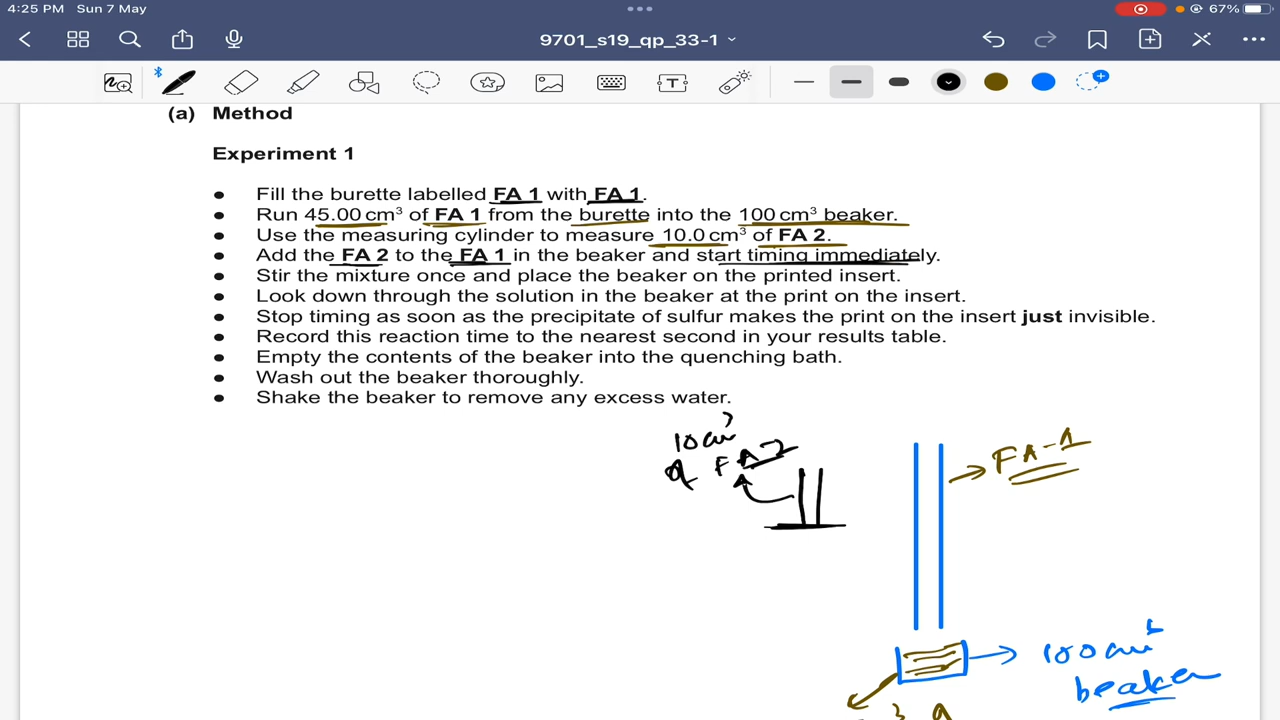 4:25 PM Sun 7 May
67%
9701_s19_qp_33-1
(a) Method
Experiment 1
• Fill the burette labelled FA 1 with FA 1.
• Run 45.00 cm³ of FA 1 from the burette into the 100 cm³ beaker.
• Use the measuring cylinder to measure 10.0 cm³ of FA 2.
• Add the FA 2 to the FA 1 in the beaker and start timing immediately.
• Stir the mixture once and place the beaker on the printed insert.
• Look down through the solution in the beaker at the print on the insert.
• Stop timing as soon as the precipitate of sulfur makes the print on the insert just invisible.
• Record this reaction time to the nearest second in your results table.
• Empty the contents of the beaker into the quenching bath.
• Wash out the beaker thoroughly.
• Shake the beaker to remove any excess water.
10 cm³
of FA2
FA-1
100 cm³
beaker